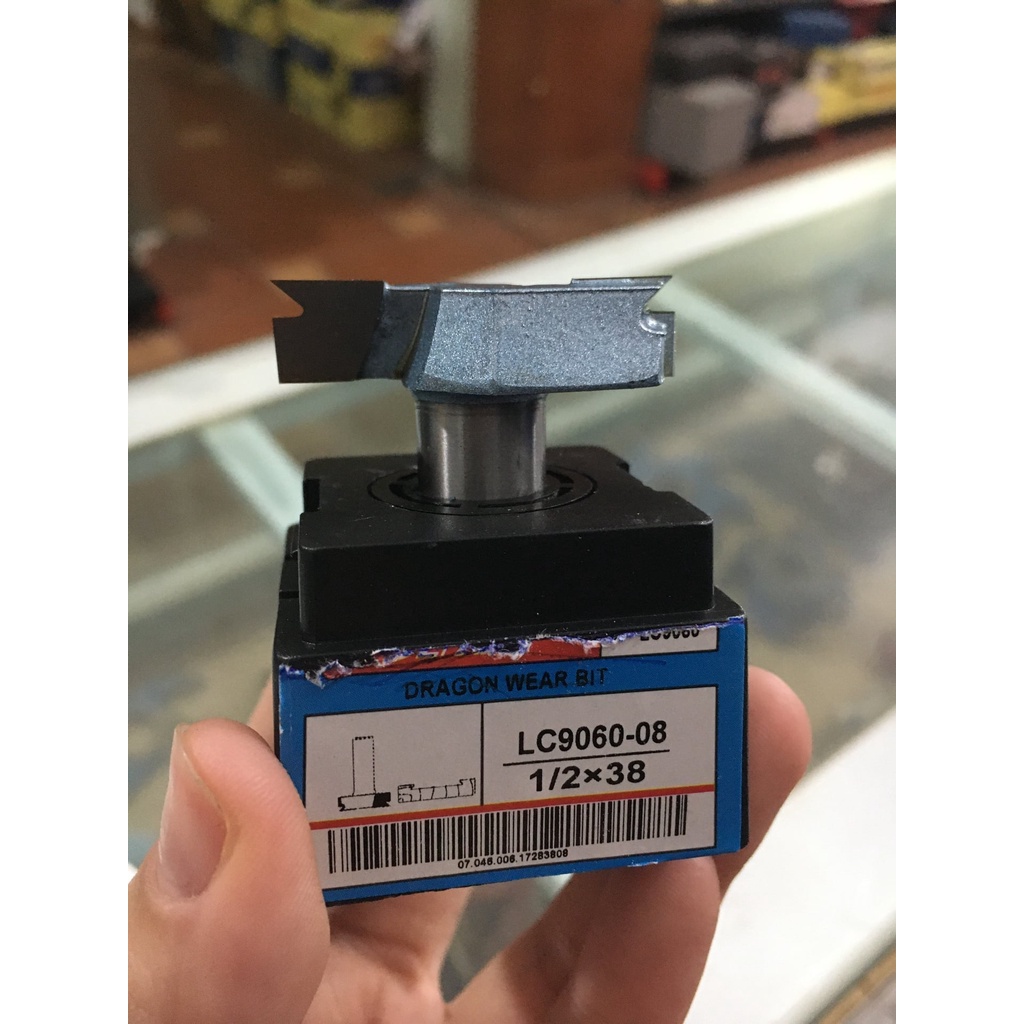 LC9060
DRAGON WEAR BIT
LC9060-08
1/2×38
07.046.006.17283808